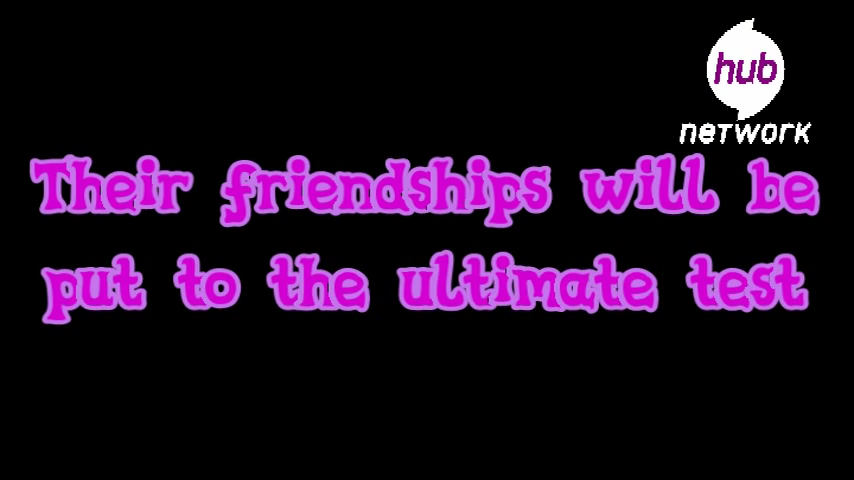 hub
network
Their friendships will be
put to the ultimate test